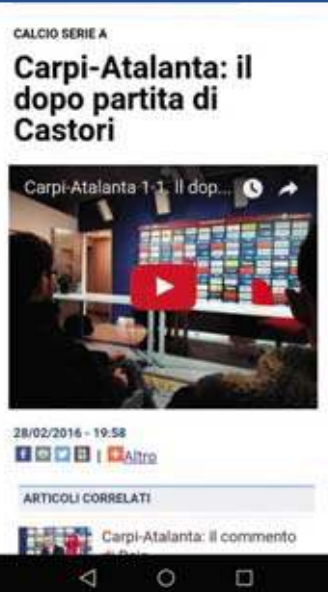 CALCIO SERIE A
Carpi-Atalanta: il
dopo partita di
Castori
Carpi-Atalanta 1-1. Il dop...
28/02/2016 - 19:58
| Altro
ARTICOLI CORRELATI
Carpi-Atalanta: il commento
di